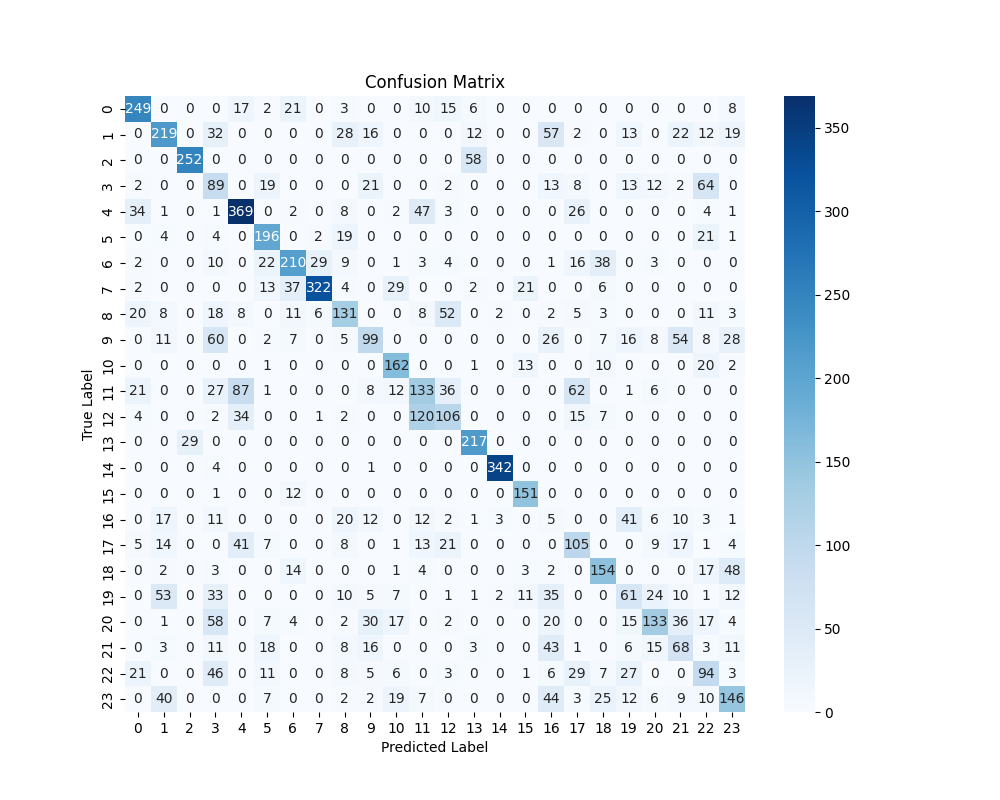 Confusion Matrix
0 249 0 0 0 17 2 21 0 3 0 0 10 15 6 0 0 0 0 0 0 0 0 0 8
1 0 219 0 32 0 0 0 0 28 16 0 0 0 12 0 0 57 2 0 13 0 22 12 19
2 0 0 252 0 0 0 0 0 0 0 0 0 0 58 0 0 0 0 0 0 0 0 0 0
3 2 0 0 89 0 19 0 0 0 21 0 0 2 0 0 0 13 8 0 13 12 2 64 0
4 34 1 0 1 369 0 2 0 8 0 2 47 3 0 0 0 0 26 0 0 0 0 4 1
5 0 4 0 4 0 196 0 2 19 0 0 0 0 0 0 0 0 0 0 0 0 0 21 1
6 2 0 0 10 0 22 210 29 9 0 1 3 4 0 0 0 1 16 38 0 3 0 0 0
7 2 0 0 0 0 13 37 322 4 0 29 0 0 2 0 21 0 0 6 0 0 0 0 0
8 20 8 0 18 8 0 11 6 131 0 0 8 52 0 2 0 2 5 3 0 0 0 11 3
9 0 11 0 60 0 2 7 0 5 99 0 0 0 0 0 0 26 0 7 16 8 54 8 28
10 0 0 0 0 0 1 0 0 0 0 162 0 0 1 0 13 0 0 10 0 0 0 20 2
11 21 0 0 27 87 1 0 0 0 8 12 133 36 0 0 0 0 62 0 1 6 0 0 0
12 4 0 0 2 34 0 0 1 2 0 0 120 106 0 0 0 0 15 7 0 0 0 0 0
13 0 0 29 0 0 0 0 0 0 0 0 0 0 217 0 0 0 0 0 0 0 0 0 0
14 0 0 0 4 0 0 0 0 0 1 0 0 0 0 342 0 0 0 0 0 0 0 0 0
15 0 0 0 1 0 0 12 0 0 0 0 0 0 0 0 151 0 0 0 0 0 0 0 0
16 0 17 0 11 0 0 0 0 20 12 0 12 2 1 3 0 5 0 0 41 6 10 3 1
17 5 14 0 0 41 7 0 0 8 0 1 13 21 0 0 0 0 105 0 0 9 17 1 4
18 0 2 0 3 0 0 14 0 0 0 1 4 0 0 0 3 2 0 154 0 0 0 17 48
19 0 53 0 33 0 0 0 0 10 5 7 0 1 1 2 11 35 0 0 61 24 10 1 12
20 0 1 0 58 0 7 4 0 2 30 17 0 2 0 0 0 20 0 0 15 133 36 17 4
21 0 3 0 11 0 18 0 0 8 16 0 0 0 3 0 0 43 1 0 6 15 68 3 11
22 21 0 0 46 0 11 0 0 8 5 6 0 3 0 0 1 6 29 7 27 0 0 94 3
23 0 40 0 0 0 7 0 0 2 2 19 7 0 0 0 0 44 3 25 12 6 9 10 146
0 1 2 3 4 5 6 7 8 9 10 11 12 13 14 15 16 17 18 19 20 21 22 23
Predicted Label
True Label
350
300
250
200
150
100
50
0